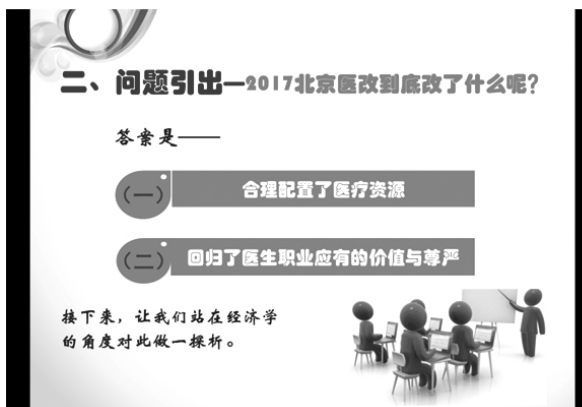 二、问题引出—2017北京医改到底改了什么呢?
答案是——
(一) 合理配置了医疗资源
(二) 回归了医生职业应有的价值与尊严
接下来，让我们站在经济学
的角度对此做一探析。